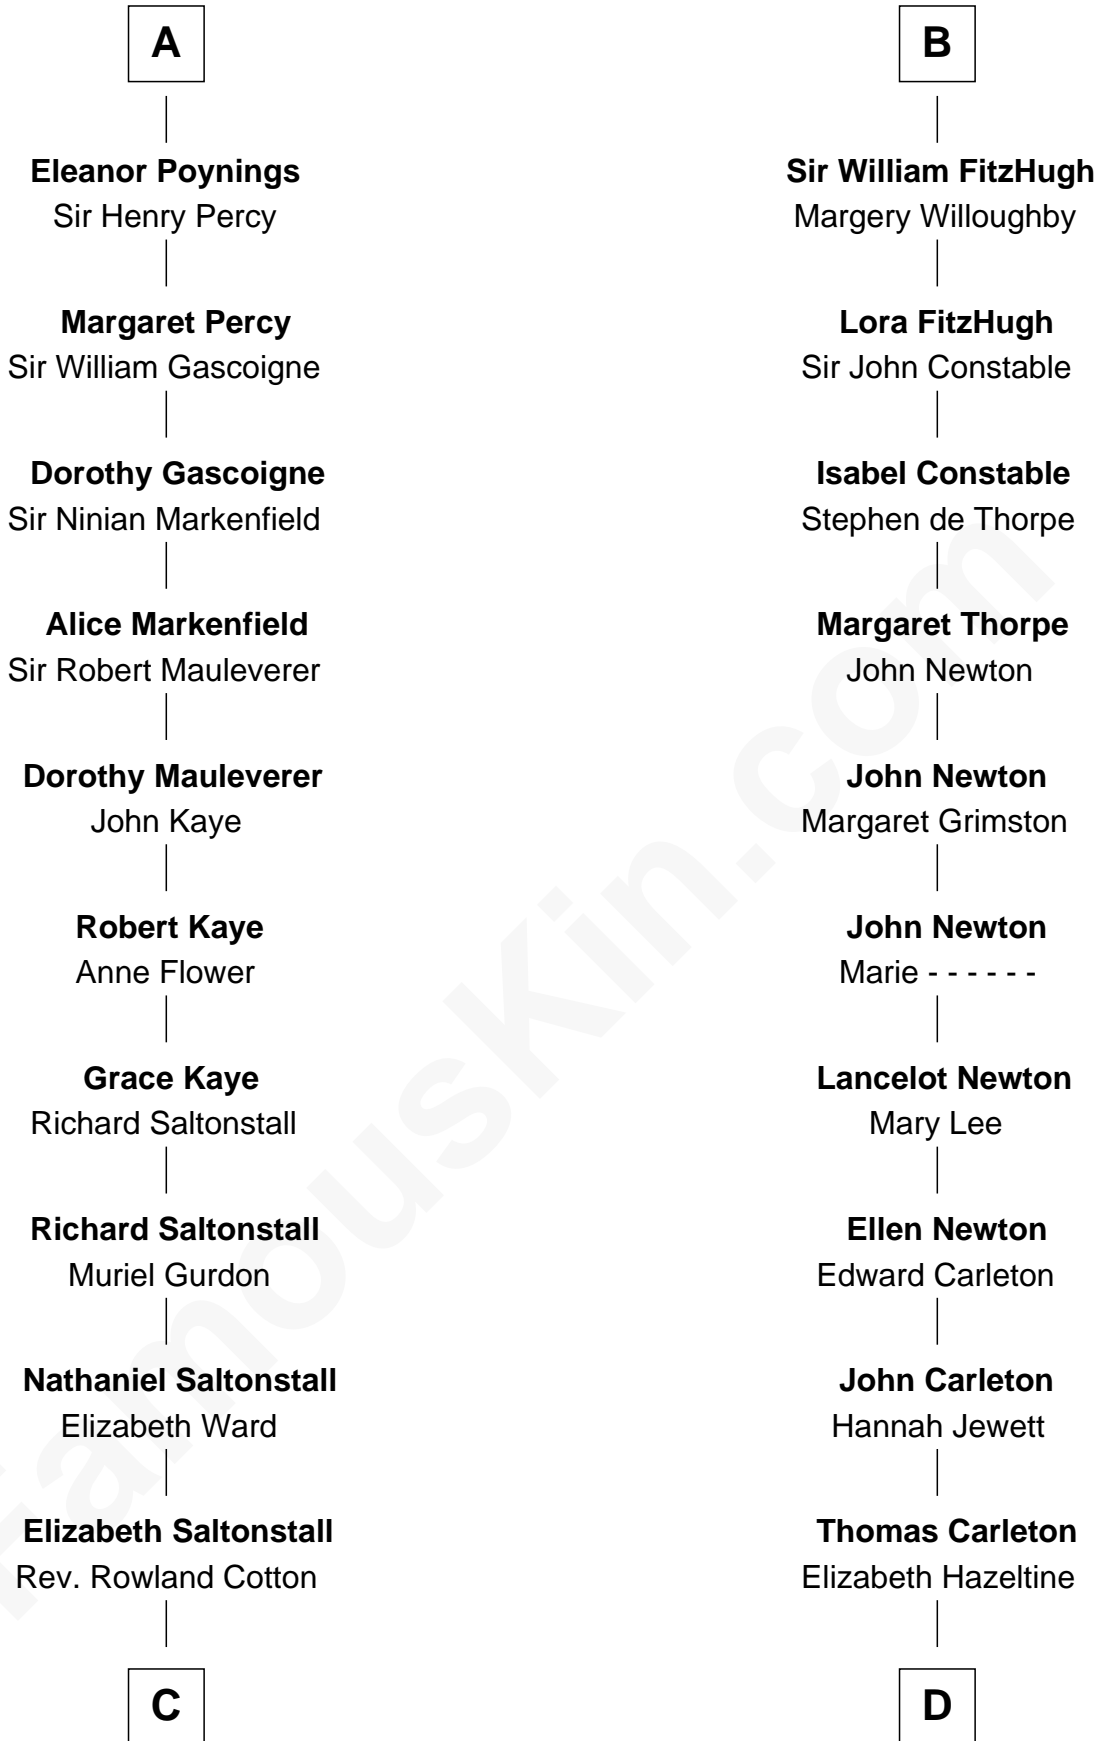 A
Eleanor Poynings
Sir Henry Percy
Margaret Percy
Sir William Gascoigne
Dorothy Gascoigne
Sir Ninian Markenfield
Alice Markenfield
Sir Robert Mauleverer
Dorothy Mauleverer
John Kaye
Robert Kaye
Anne Flower
Grace Kaye
Richard Saltonstall
Richard Saltonstall
Muriel Gurdon
Nathaniel Saltonstall
Elizabeth Ward
Elizabeth Saltonstall
Rev. Rowland Cotton
C
B
Sir William FitzHugh
Margery Willoughby
Lora FitzHugh
Sir John Constable
Isabel Constable
Stephen de Thorpe
Margaret Thorpe
John Newton
John Newton
Margaret Grimston
John Newton
Marie - - - - - -
Lancelot Newton
Mary Lee
Ellen Newton
Edward Carleton
John Carleton
Hannah Jewett
Thomas Carleton
Elizabeth Hazeltine
D
FamousKin.com